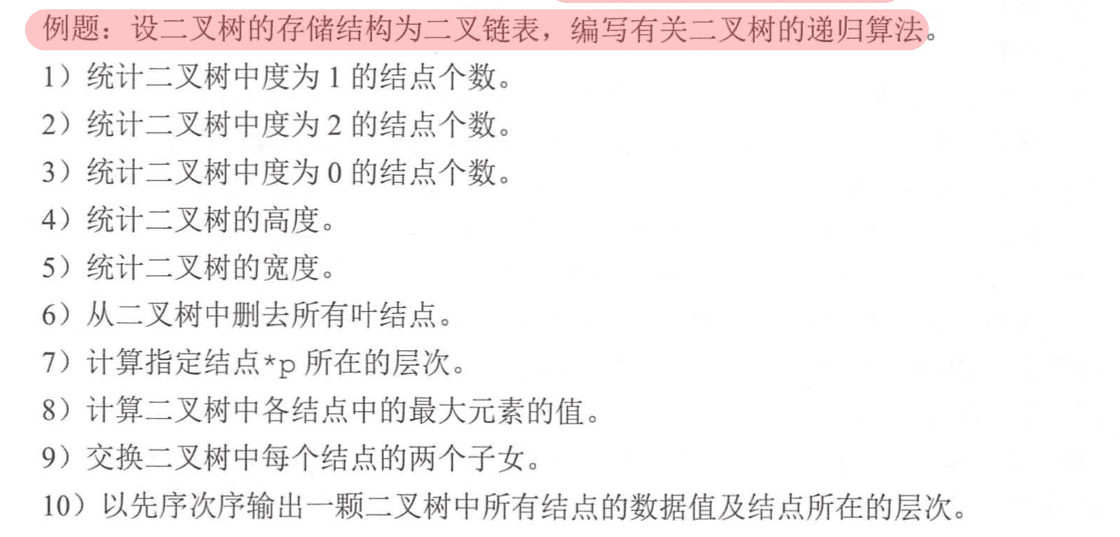 例题：设二叉树的存储结构为二叉链表，编写有关二叉树的递归算法。
1）统计二叉树中度为 1 的结点个数。
2）统计二叉树中度为 2 的结点个数。
3）统计二叉树中度为 0 的结点个数。
4）统计二叉树的高度。
5）统计二叉树的宽度。
6）从二叉树中删去所有叶结点。
7）计算指定结点*p 所在的层次。
8）计算二叉树中各结点中的最大元素的值。
9）交换二叉树中每个结点的两个子女。
10）以先序次序输出一颗二叉树中所有结点的数据值及结点所在的层次。